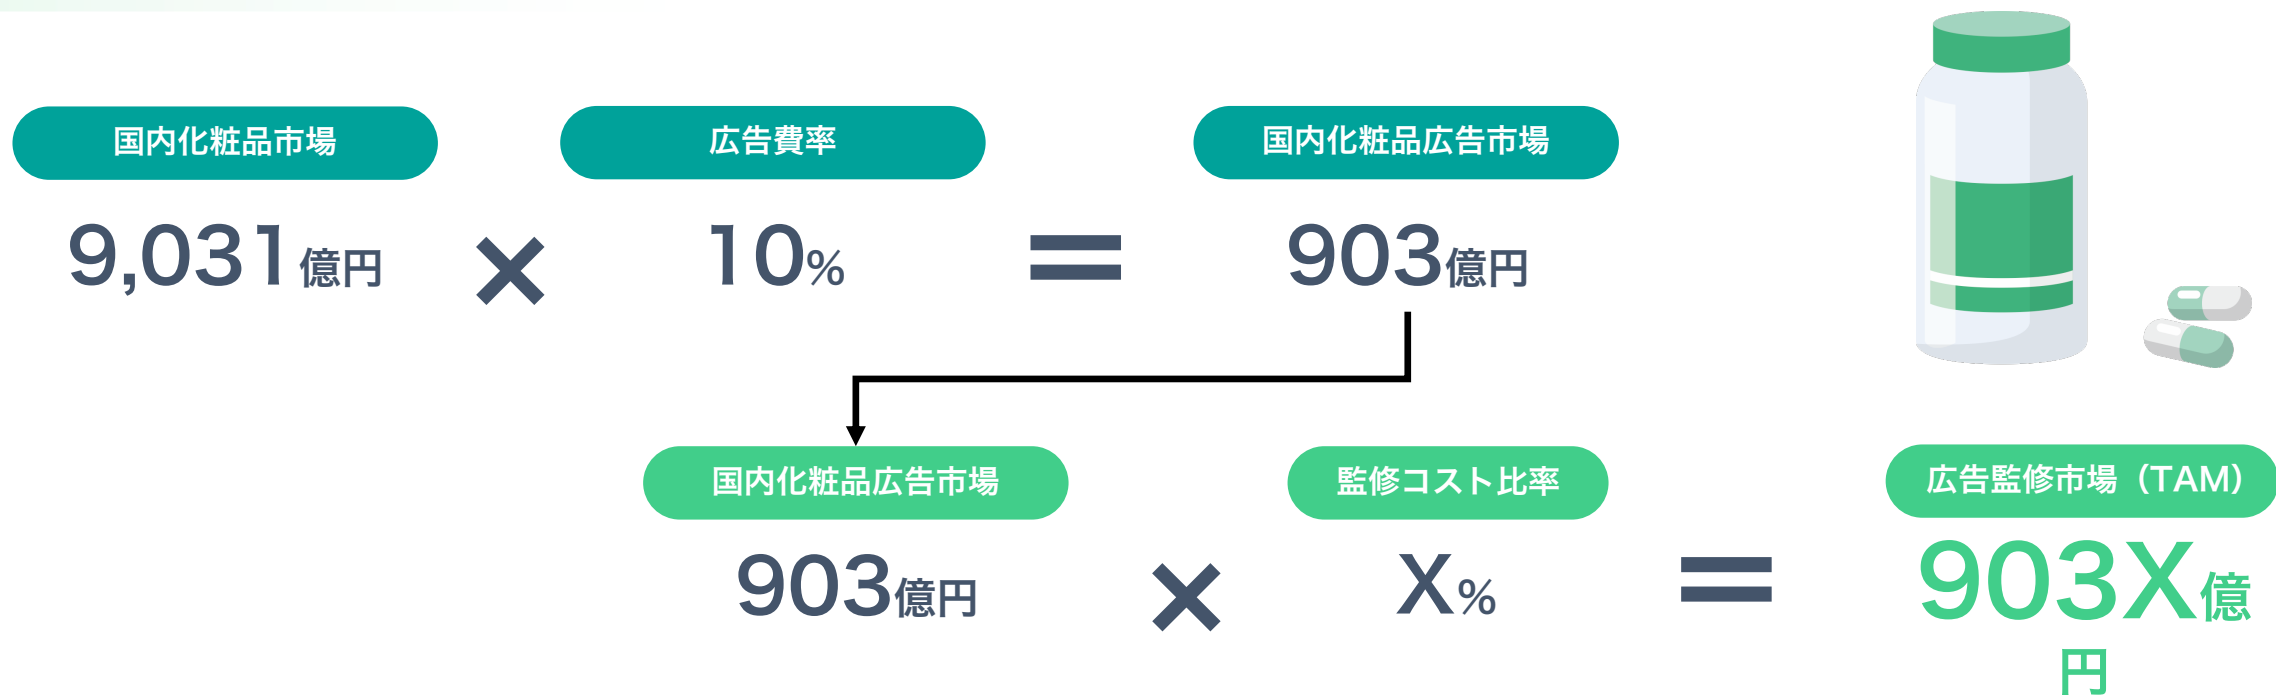 国内化粧品市場
広告費率
国内化粧品広告市場
9,031億円
×
10%
=
903億円
国内化粧品広告市場
監修コスト比率
広告監修市場（TAM）
903億円
×
X%
=
903X億
円